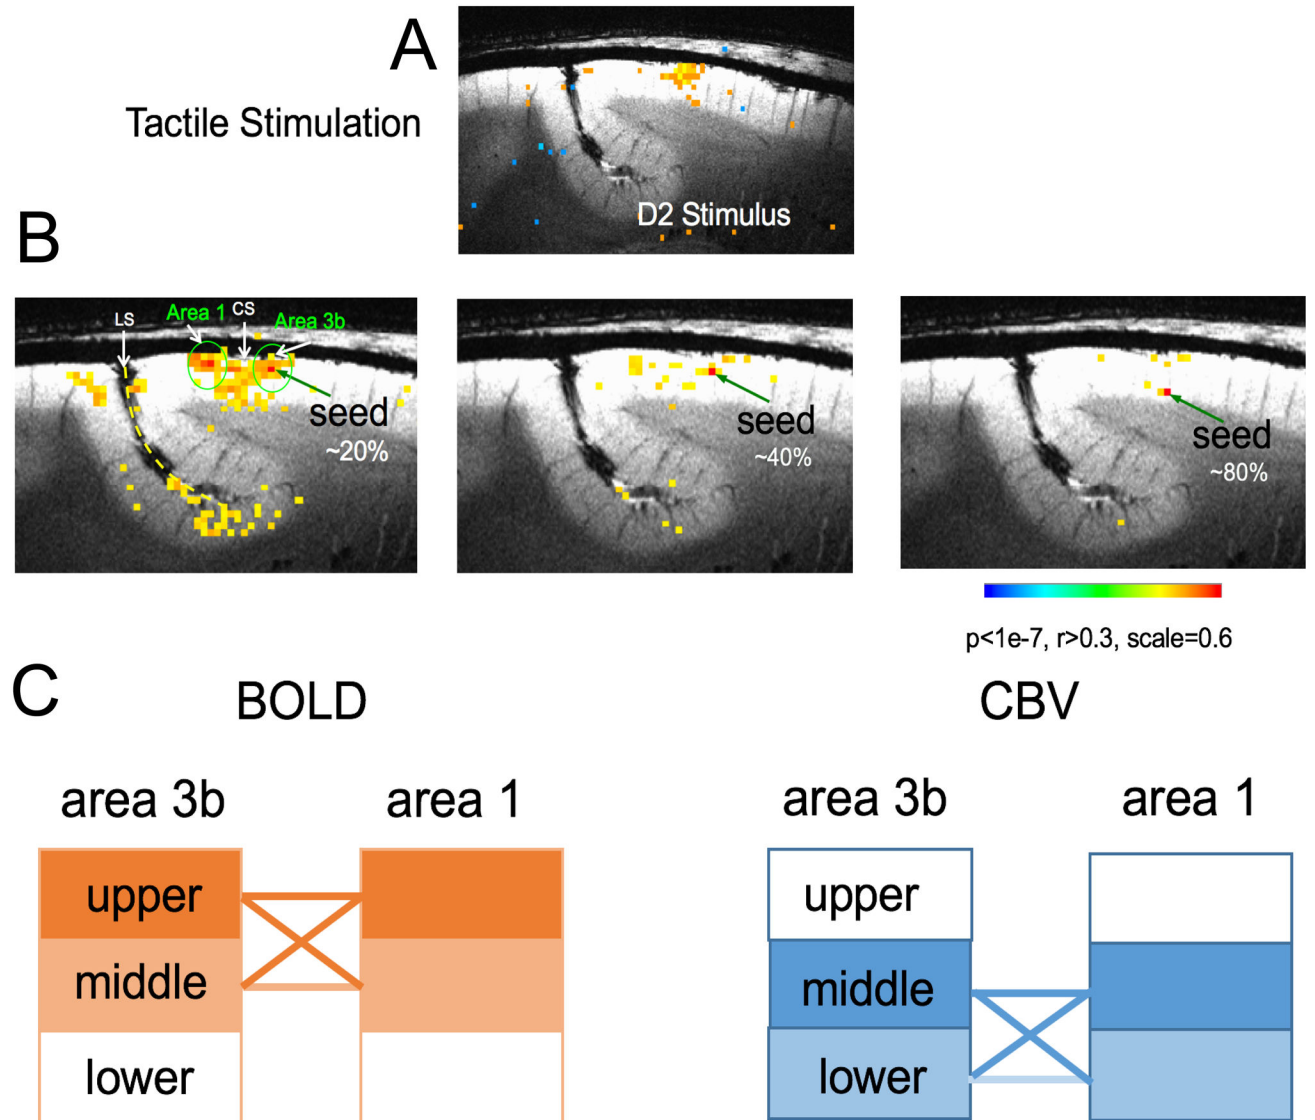 A
Tactile Stimulation
D2 Stimulus
B
LS
Area 1
CS
Area 3b
seed
~20%
seed
~40%
seed
~80%
p<1e-7, r>0.3, scale=0.6
C
BOLD
CBV
area 3b
area 1
area 3b
area 1
upper
middle
lower
upper
middle
lower